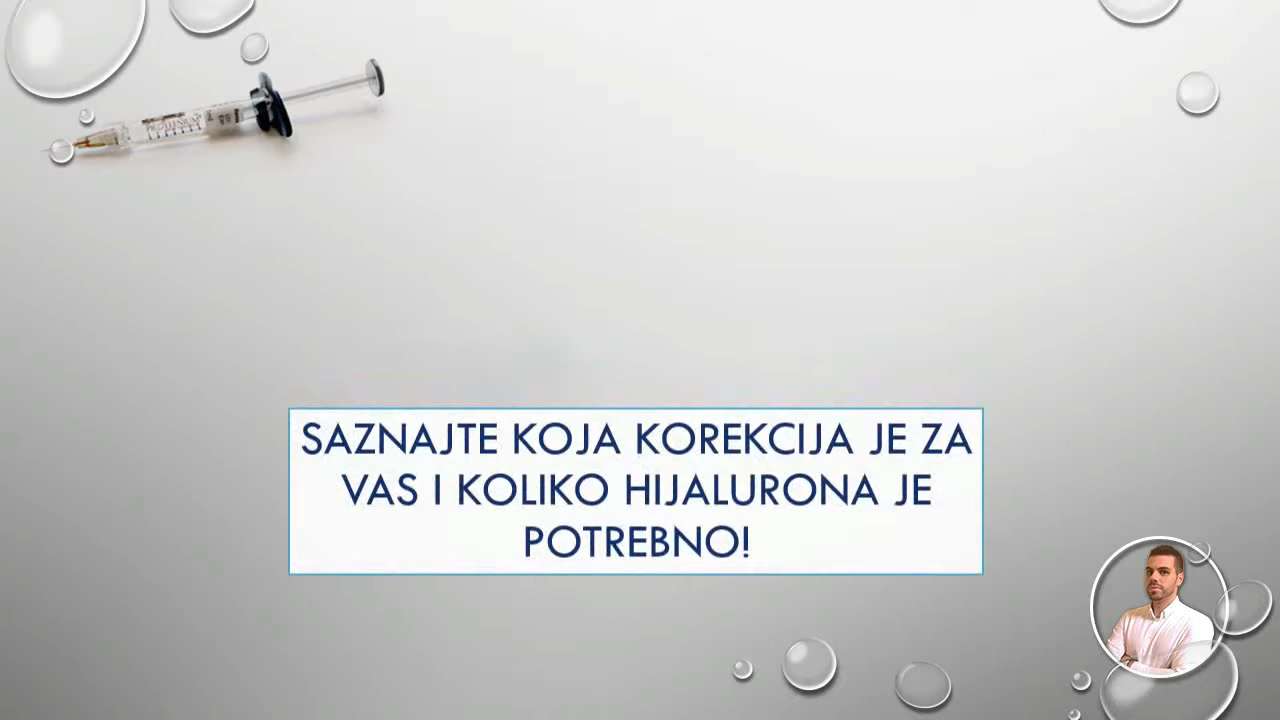 SAZNAJTE KOJA KOREKCIJA JE ZA
VAS I KOLIKO HIJALURONA JE
POTREBNO!